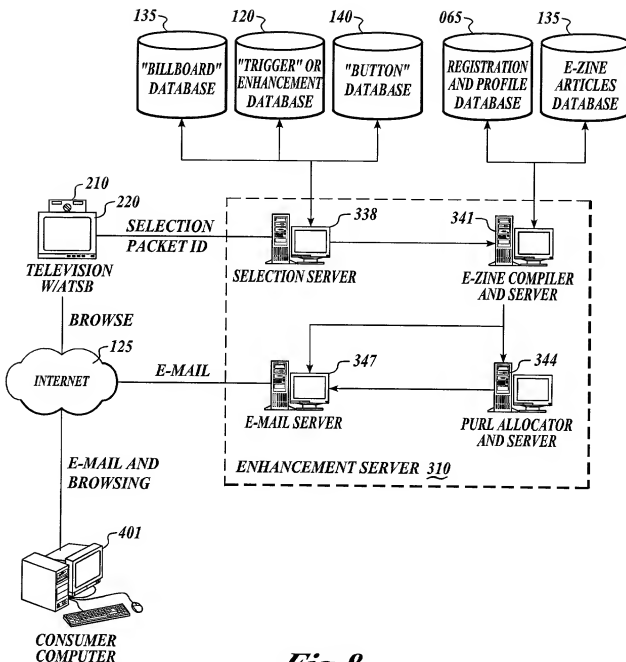 135
120
140
065
135
"BILLBOARD"
DATABASE
"TRIGGER" OR
ENHANCEMENT
DATABASE
"BUTTON"
DATABASE
REGISTRATION
AND PROFILE
DATABASE
E-ZINE
ARTICLES
DATABASE
210
220
SELECTION
PACKET ID
TELEVISION
W/ATSB
338
SELECTION SERVER
341
E-ZINE COMPILER
AND SERVER
BROWSE
125
INTERNET
E-MAIL
347
E-MAIL SERVER
344
PURL ALLOCATOR
AND SERVER
ENHANCEMENT SERVER 310
E-MAIL AND
BROWSING
401
CONSUMER
COMPUTER
Fig. 8